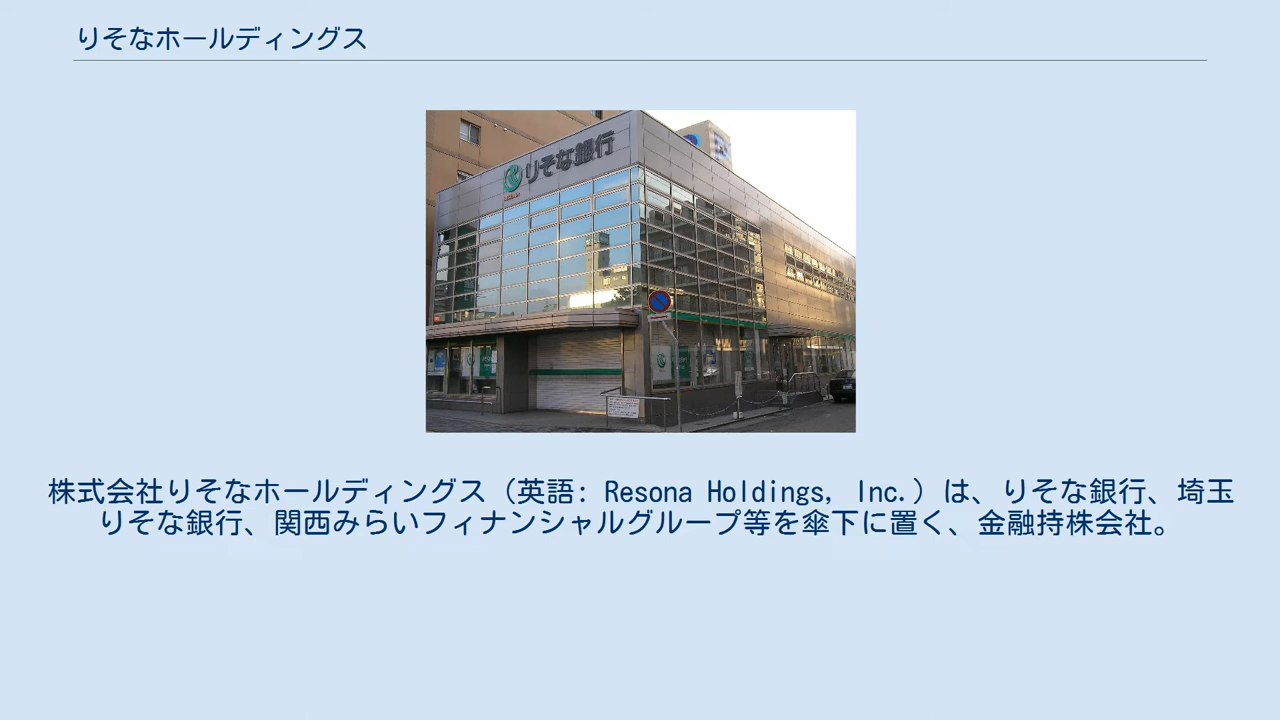 りそなホールディングス
りそな銀行
株式会社りそなホールディングス（英語: Resona Holdings, Inc.）は、りそな銀行、埼玉
りそな銀行、関西みらいフィナンシャルグループ等を傘下に置く、金融持株会社。